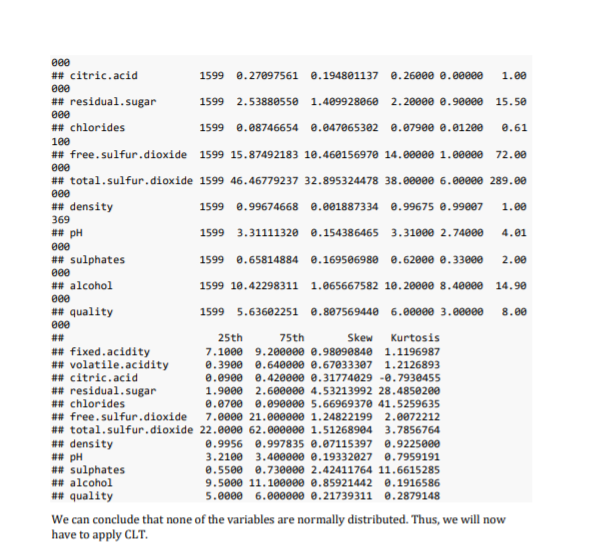 000
## citric.acid 1599 0.27097561 0.194801137 0.26000 0.00000 1.00
000
## residual.sugar 1599 2.53880550 1.409928060 2.20000 0.90000 15.50
000
## chlorides 1599 0.08746654 0.047065302 0.07900 0.01200 0.61
100
## free.sulfur.dioxide 1599 15.87492183 10.460156970 14.00000 1.00000 72.00
000
## total.sulfur.dioxide 1599 46.46779237 32.895324478 38.00000 6.00000 289.00
000
## density 1599 0.99674668 0.001887334 0.99675 0.99007 1.00
369
## pH 1599 3.31111320 0.154386465 3.31000 2.74000 4.01
000
## sulphates 1599 0.65814884 0.169506980 0.62000 0.33000 2.00
000
## alcohol 1599 10.42298311 1.065667582 10.20000 8.40000 14.90
000
## quality 1599 5.63602251 0.807569440 6.00000 3.00000 8.00
000
## 25th 75th Skew Kurtosis
## fixed.acidity 7.1000 9.200000 0.98090840 1.1196987
## volatile.acidity 0.3900 0.640000 0.67033307 1.2126893
## citric.acid 0.0900 0.420000 0.31774029 -0.7930455
## residual.sugar 1.9000 2.600000 4.53213992 28.4850200
## chlorides 0.0700 0.090000 5.66969370 41.5259635
## free.sulfur.dioxide 7.0000 21.000000 1.24822199 2.0072212
## total.sulfur.dioxide 22.0000 62.000000 1.51268904 3.7856764
## density 0.9956 0.997835 0.07115397 0.9225000
## pH 3.2100 3.400000 0.19332027 0.7959191
## sulphates 0.5500 0.730000 2.42411764 11.6615285
## alcohol 9.5000 11.100000 0.85921442 0.1916586
## quality 5.0000 6.000000 0.21739311 0.2879148
We can conclude that none of the variables are normally distributed. Thus, we will now
have to apply CLT.